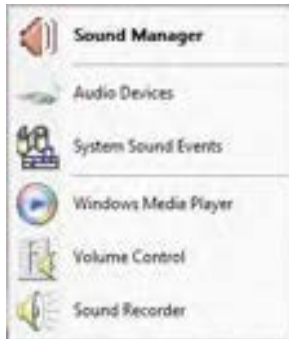 Sound Manager
Audio Devices
System Sound Events
Windows Media Player
Volume Control
Sound Recorder